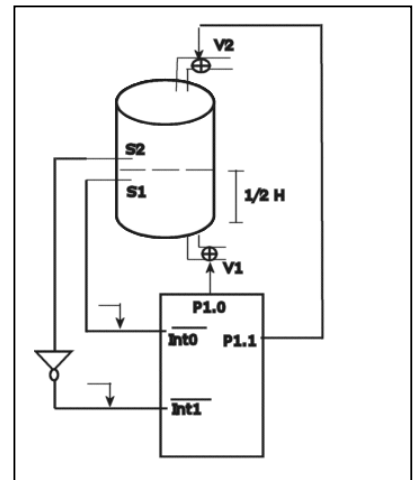 V2
S2
S1
1/2 H
V1
P1.0
Int0
P1.1
Int1